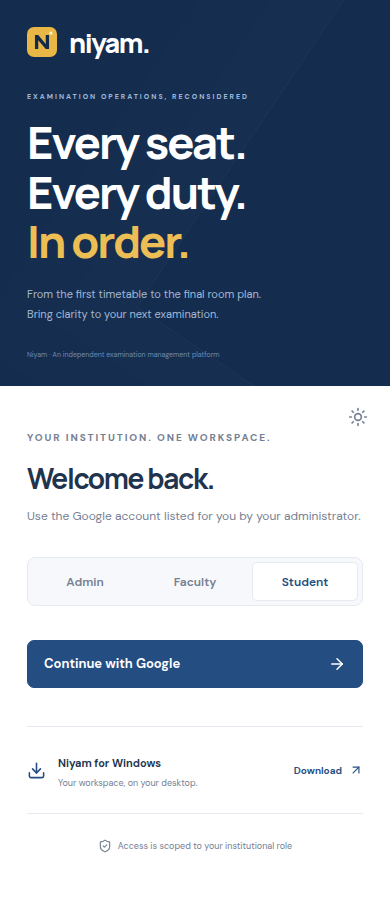 N niyam.
EXAMINATION OPERATIONS, RECONSIDERED
Every seat.
Every duty.
In order.
From the first timetable to the final room plan.
Bring clarity to your next examination.
Niyam · An independent examination management platform
YOUR INSTITUTION. ONE WORKSPACE.
Welcome back.
Use the Google account listed for you by your administrator.
Admin Faculty Student
Continue with Google
Niyam for Windows
Your workspace, on your desktop.
Download
Access is scoped to your institutional role